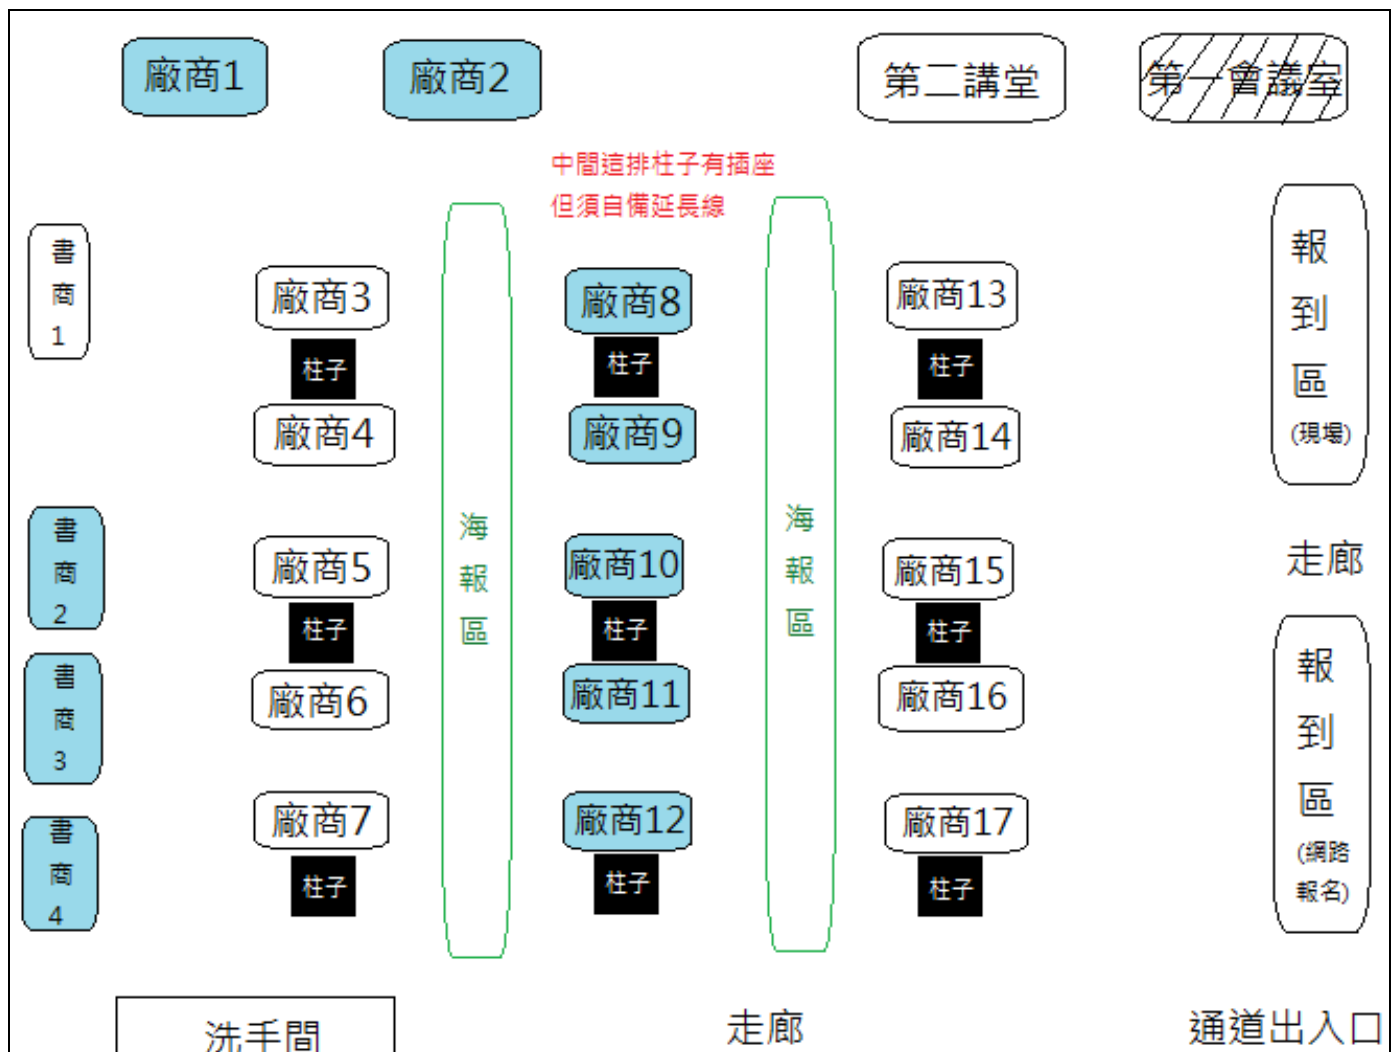 廠商1
廠商2
第二講堂
第一會議室
中間這排柱子有插座
但須自備延長線
書
商
1
廠商3
柱子
廠商4
廠商8
柱子
廠商9
廠商13
柱子
廠商14
報
到
區
(現場)
書
商
2
書
商
3
書
商
4
廠商5
柱子
廠商6
廠商7
柱子
海
報
區
廠商10
柱子
廠商11
廠商12
柱子
海
報
區
廠商15
柱子
廠商16
廠商17
柱子
走廊
報
到
區
(網路
報名)
洗手間
走廊
通道出入口